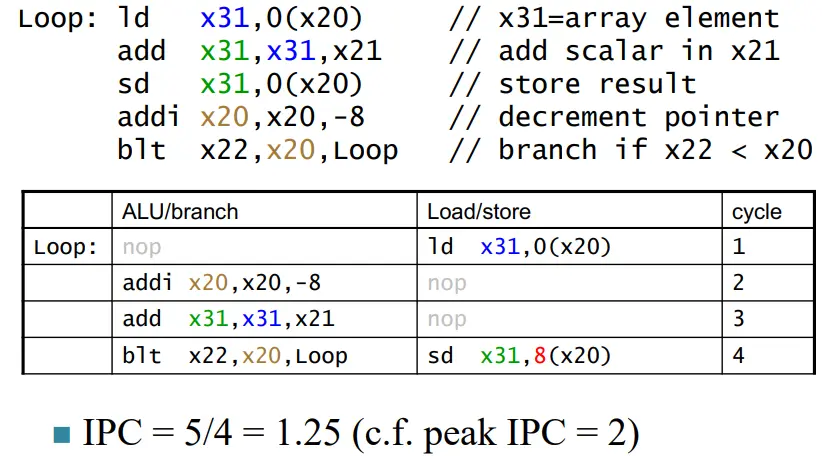 Loop: ld x31,0(x20) // x31=array element
add x31,x31,x21 // add scalar in x21
sd x31,0(x20) // store result
addi x20,x20,-8 // decrement pointer
blt x22,x20,Loop // branch if x22 < x20
ALU/branch Load/store cycle
Loop: nop ld x31,0(x20) 1
addi x20,x20,-8 nop 2
add x31,x31,x21 nop 3
blt x22,x20,Loop sd x31,8(x20) 4
IPC = 5/4 = 1.25 (c.f. peak IPC = 2)